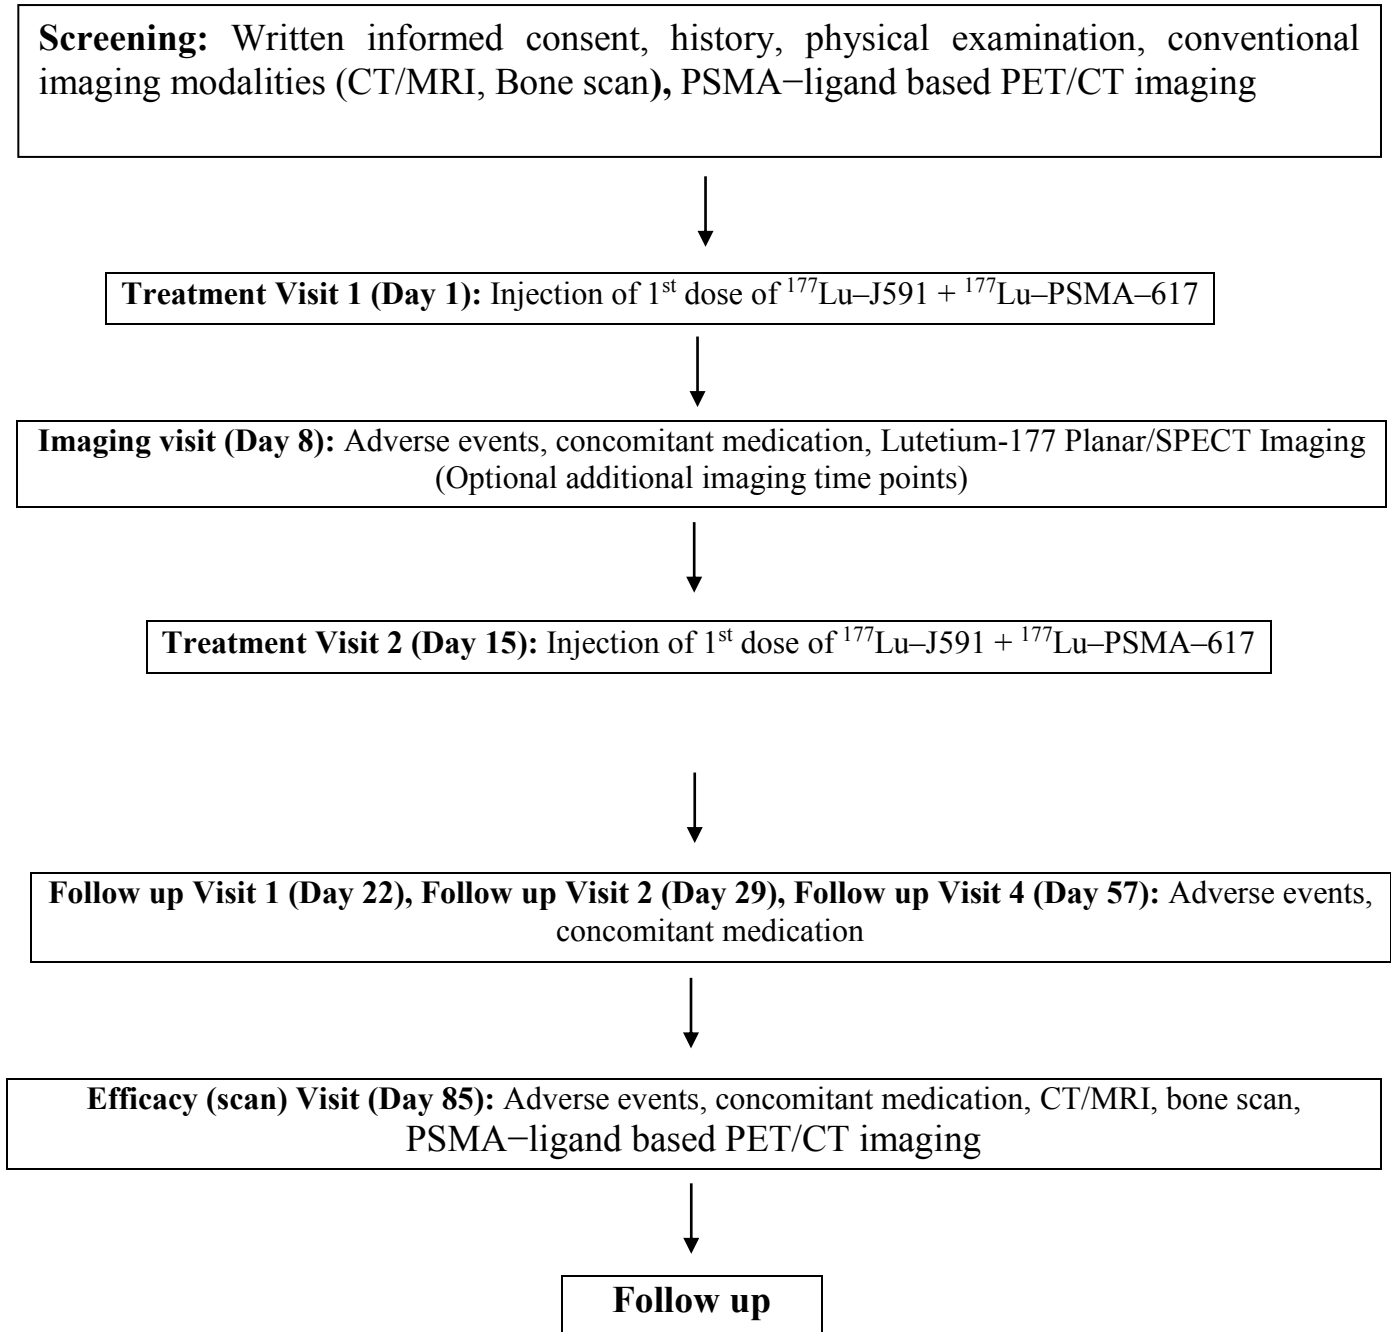 Screening: Written informed consent, history, physical examination, conventional
imaging modalities (CT/MRI, Bone scan), PSMA−ligand based PET/CT imaging
Treatment Visit 1 (Day 1): Injection of 1st dose of 177Lu–J591 + 177Lu–PSMA–617
Imaging visit (Day 8): Adverse events, concomitant medication, Lutetium-177 Planar/SPECT Imaging
(Optional additional imaging time points)
Treatment Visit 2 (Day 15): Injection of 1st dose of 177Lu–J591 + 177Lu–PSMA–617
Follow up Visit 1 (Day 22), Follow up Visit 2 (Day 29), Follow up Visit 4 (Day 57): Adverse events,
concomitant medication
Efficacy (scan) Visit (Day 85): Adverse events, concomitant medication, CT/MRI, bone scan,
PSMA−ligand based PET/CT imaging
Follow up